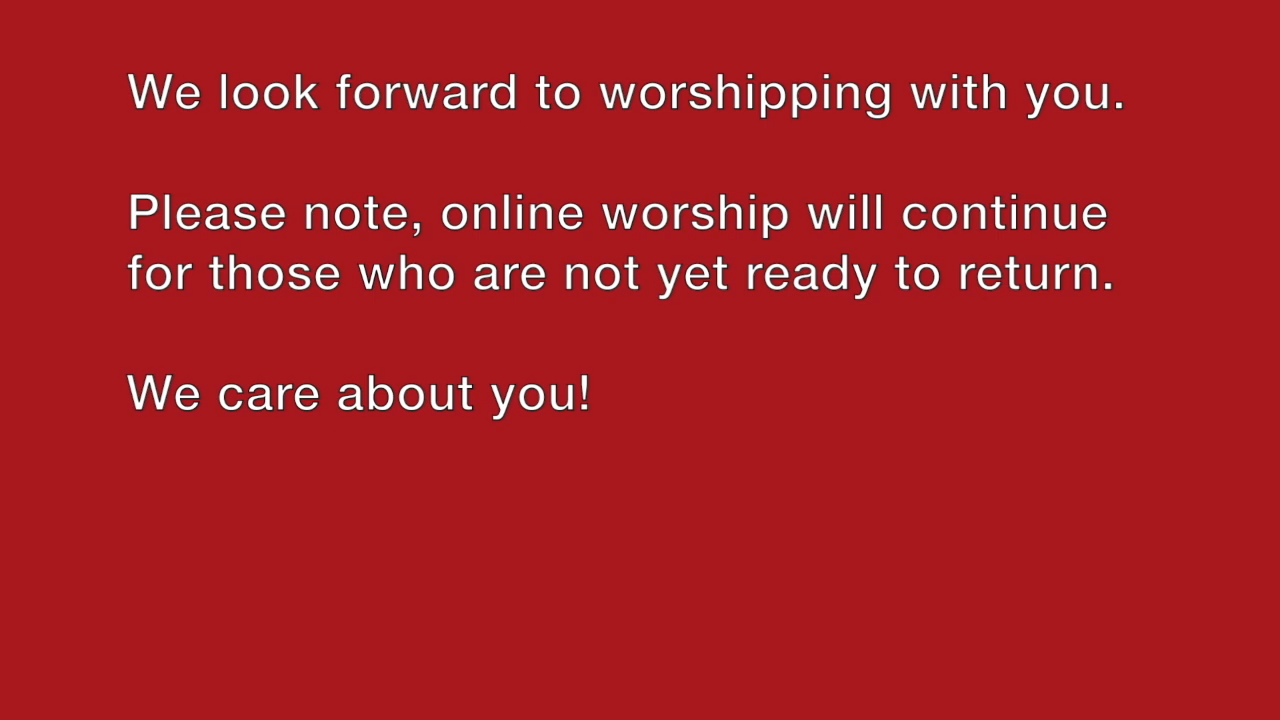 We look forward to worshipping with you.
Please note, online worship will continue
for those who are not yet ready to return.
We care about you!